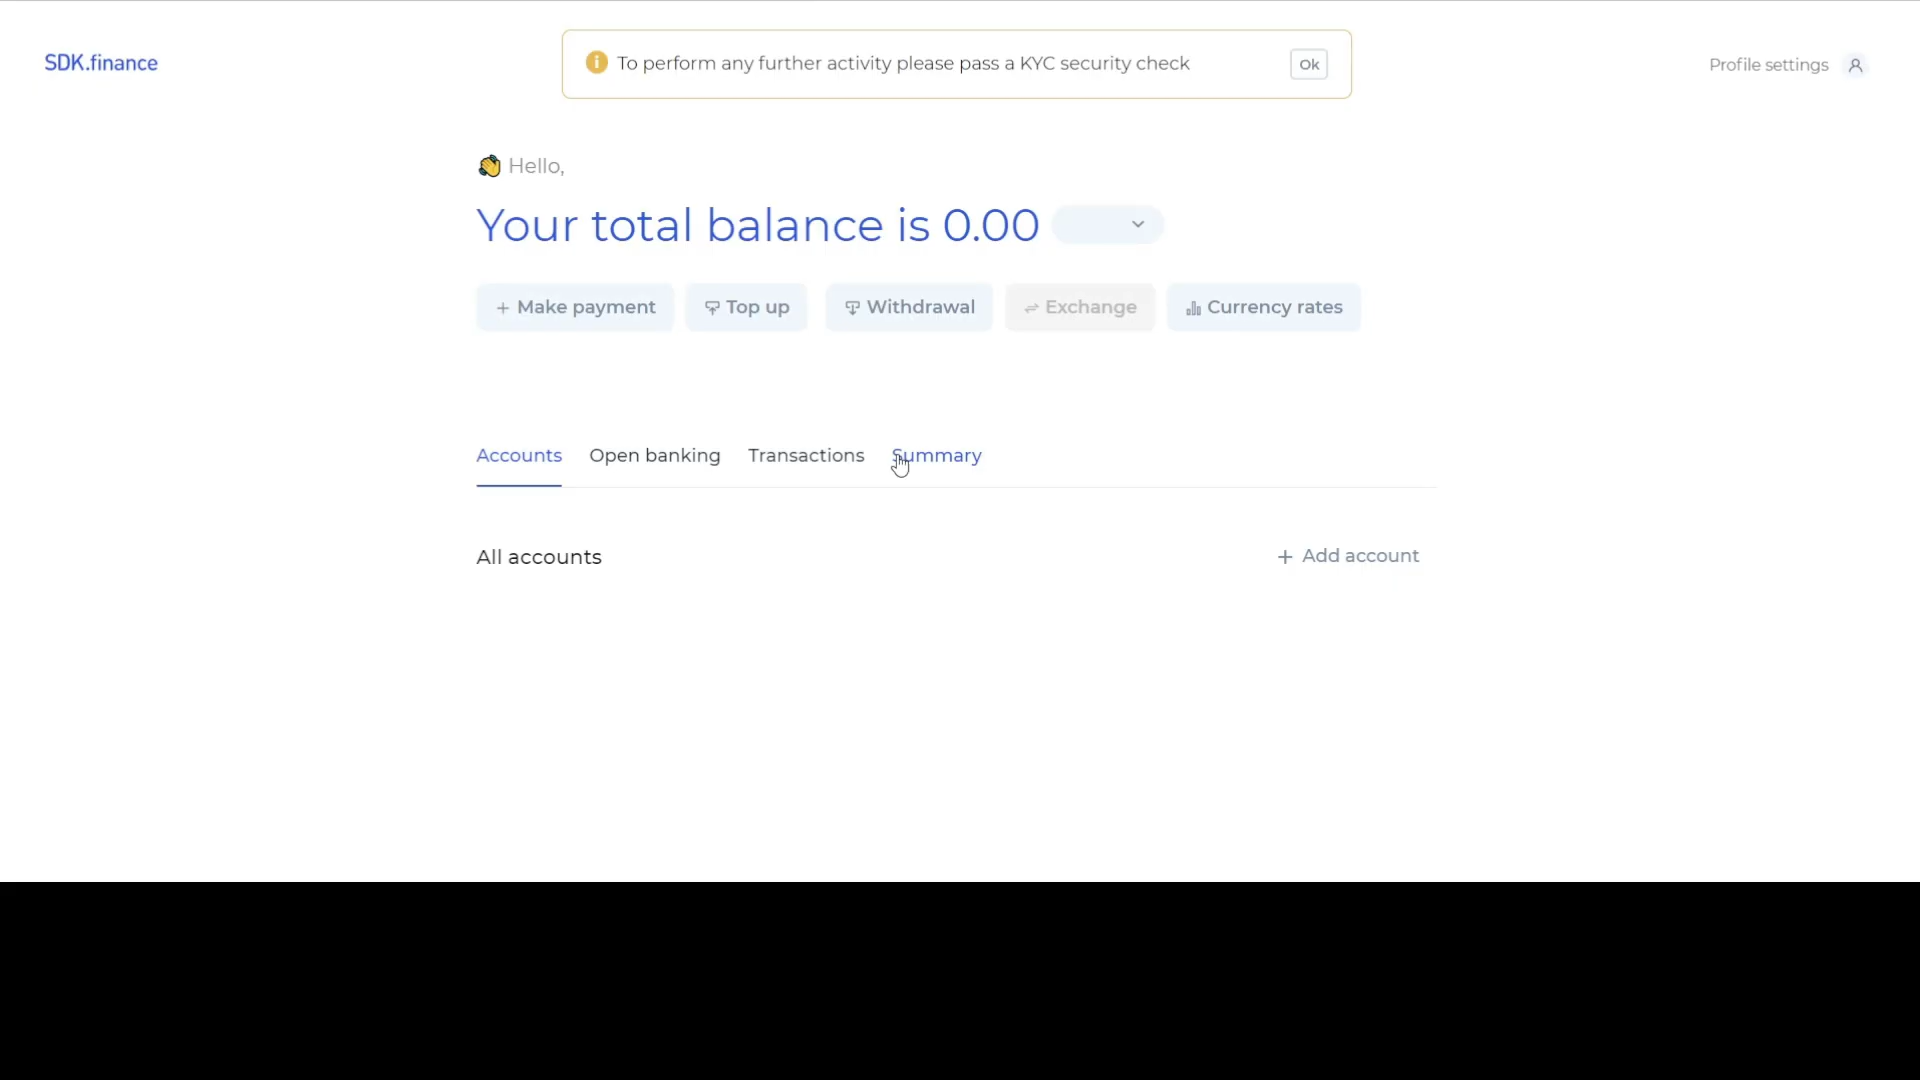 SDK.finance
To perform any further activity please pass a KYC security check
Ok
Profile settings
Hello,
Your total balance is 0.00
Make payment
Top up
Withdrawal
Exchange
Currency rates
Accounts
Open banking
Transactions
Summary
All accounts
+ Add account